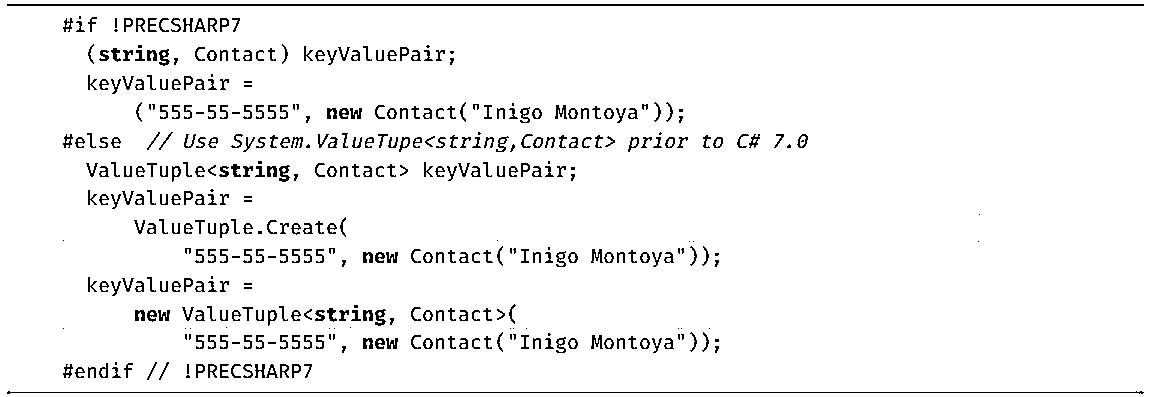 #if !PRECSHARP7
(string, Contact) keyValuePair;
keyValuePair =
("555-55-5555", new Contact("Inigo Montoya"));
#else // Use System.ValueTupe<string,Contact> prior to C# 7.0
ValueTuple<string, Contact> keyValuePair;
keyValuePair =
ValueTuple.Create(
"555-55-5555", new Contact("Inigo Montoya"));
keyValuePair =
new ValueTuple<string, Contact>(
"555-55-5555", new Contact("Inigo Montoya"));
#endif // !PRECSHARP7